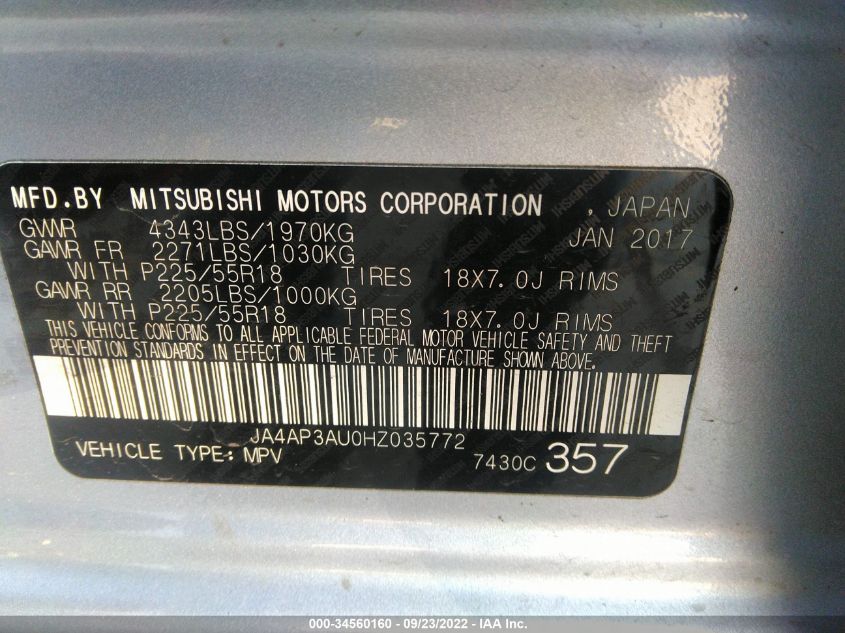 MFD.BY MITSUBISHI MOTORS CORPORATION , JAPAN
GVWR 4343LBS/1970KG JAN 2017
GAWR FR 2271LBS/1030KG
WITH P225/55R18 TIRES 18X7.0J RIMS
GAWR RR 2205LBS/1000KG
WITH P225/55R18 TIRES 18X7.0J RIMS
THIS VEHICLE CONFORMS TO ALL APPLICABLE FEDERAL MOTOR VEHICLE SAFETY AND THEFT
PREVENTION STANDARDS IN EFFECT ON THE DATE OF MANUFACTURE SHOWN ABOVE.
JA4AP3AU0HZ035772
VEHICLE TYPE: MPV 7430C 357
000-34560160 - 09/23/2022 - IAA Inc.